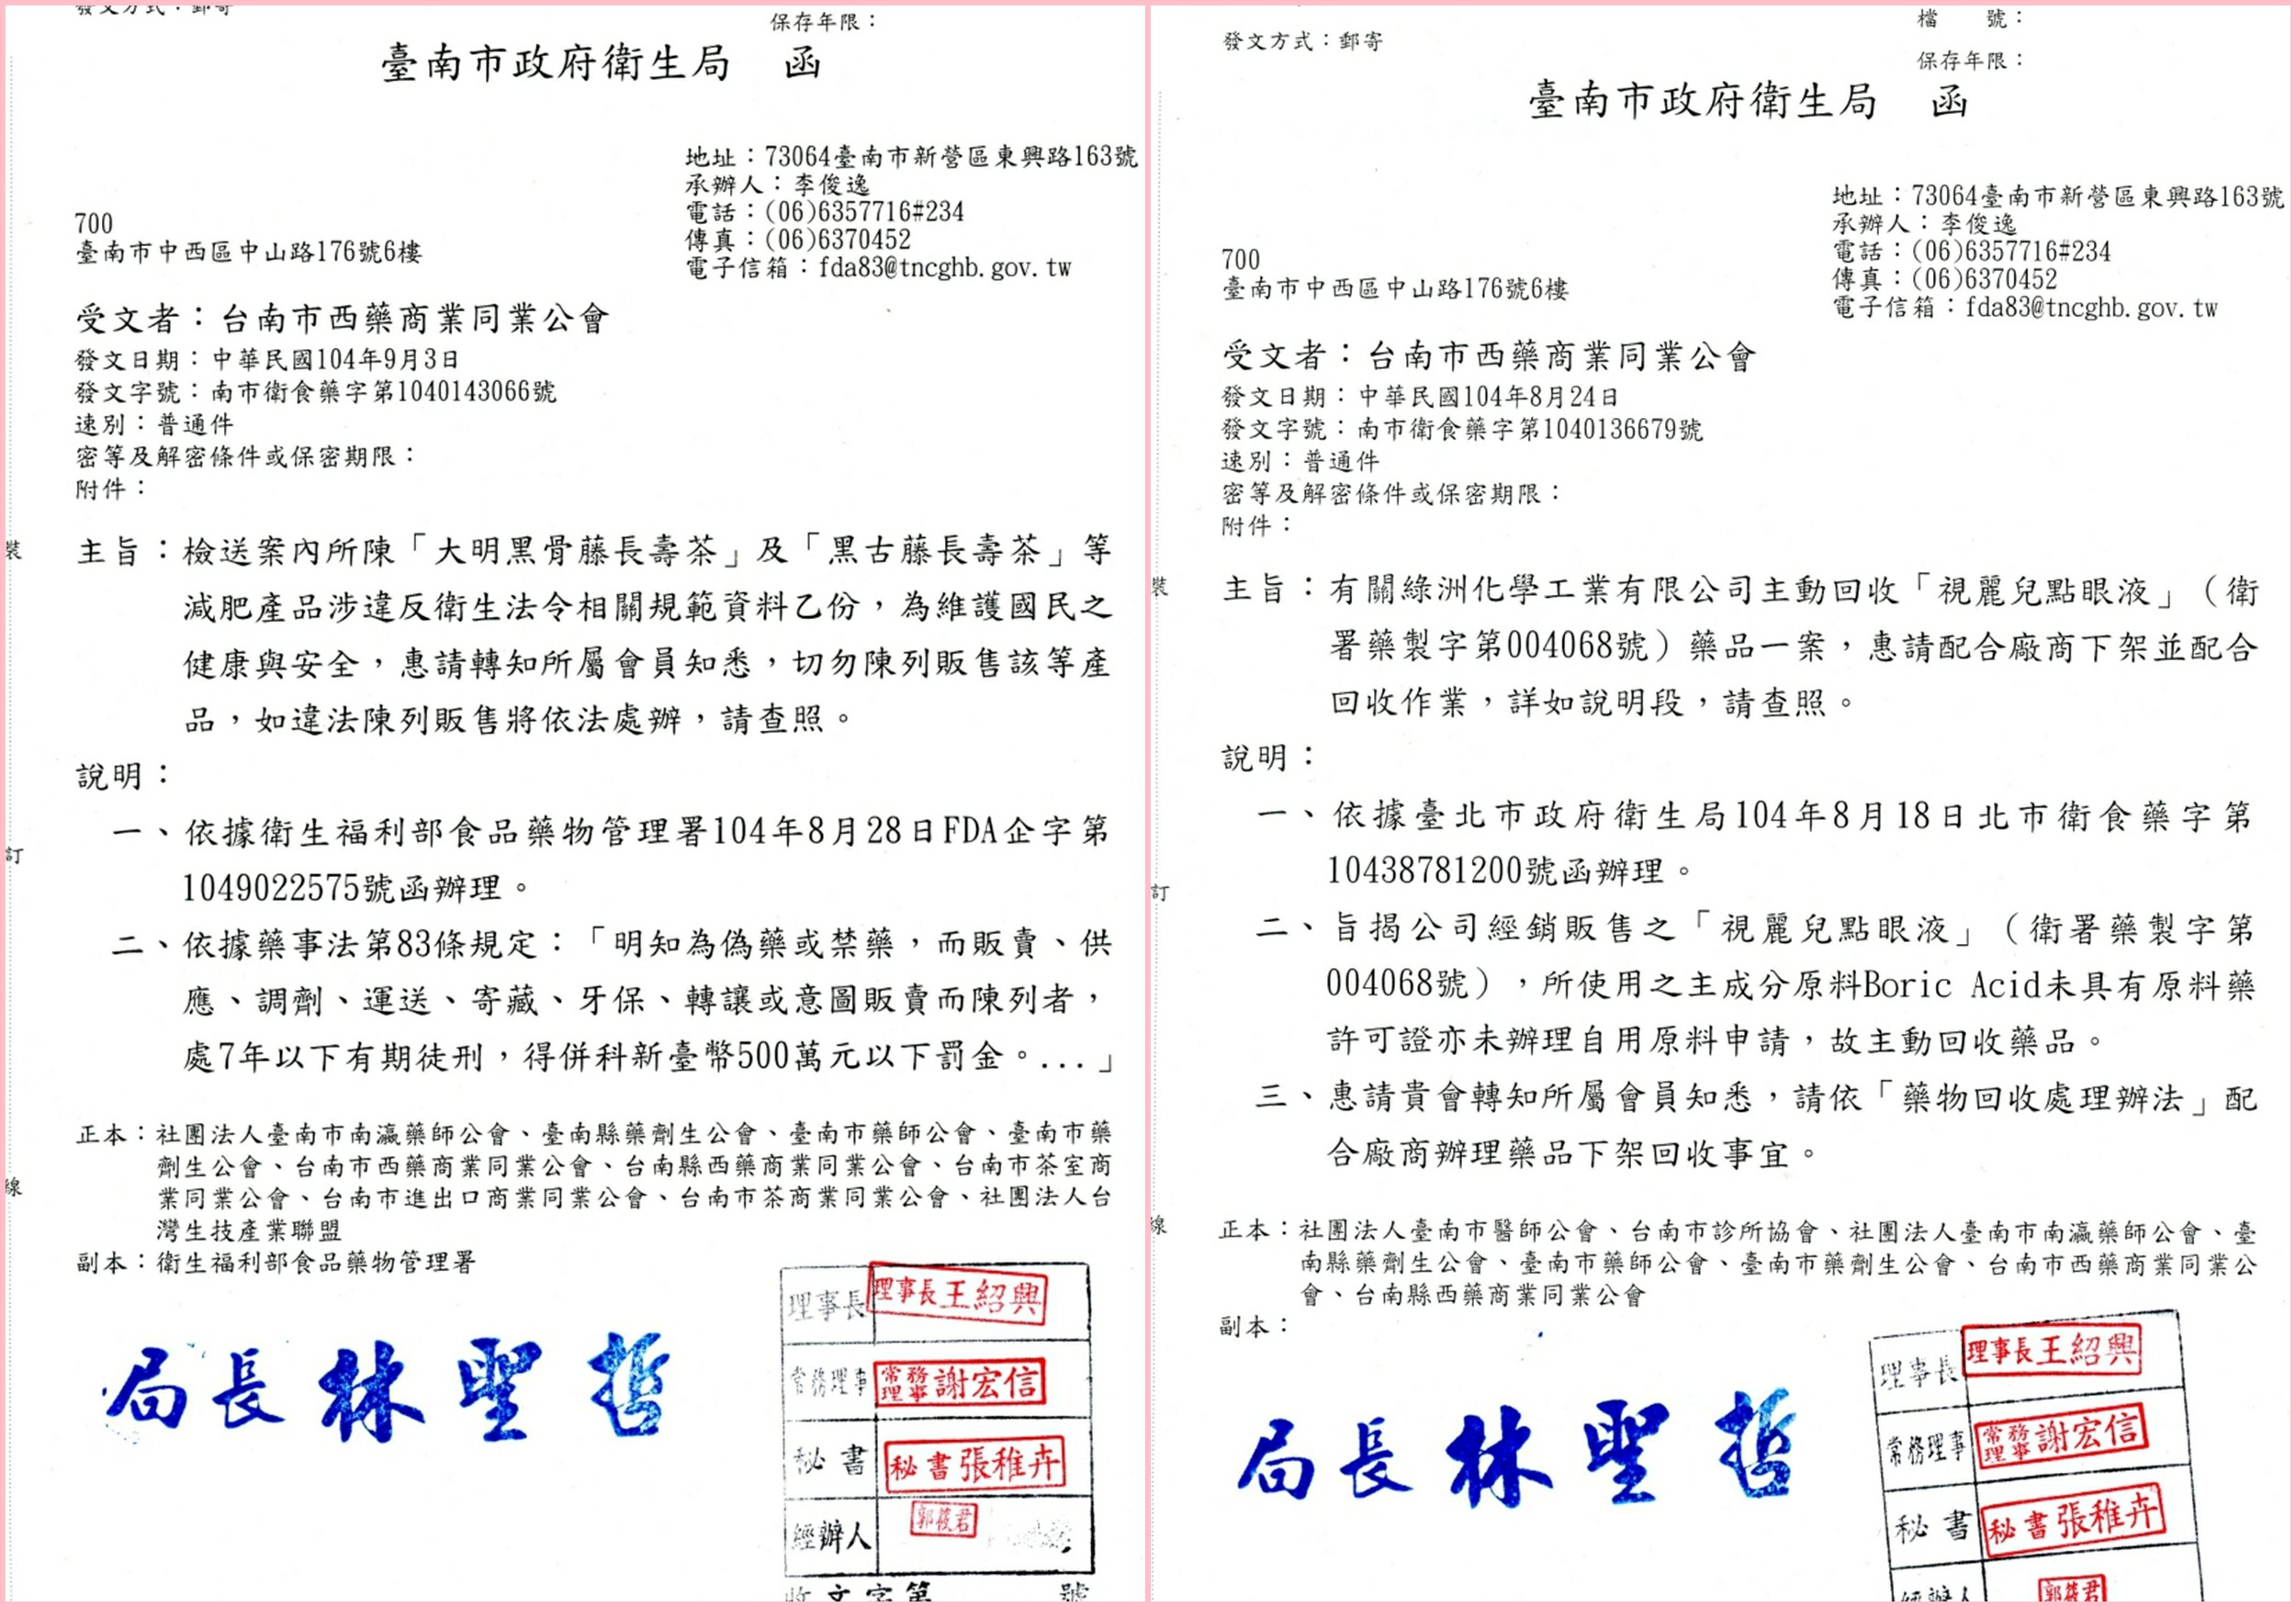 發文方式：郵寄
保存年限：
臺南市政府衛生局 函
地址：73064臺南市新營區東興路163號
承辦人：李俊逸
電話：(06)6357716#234
傳真：(06)6370452
電子信箱：fda83@tncghb.gov.tw
700
臺南市中西區中山路176號6樓
受文者：台南市西藥商業同業公會
發文日期：中華民國104年9月3日
發文字號：南市衛食藥字第1040143066號
速別：普通件
密等及解密條件或保密期限：
附件：
主旨：檢送案內所陳「大明黑骨藤長壽茶」及「黑古藤長壽茶」等
減肥產品涉違反衛生法令相關規範資料乙份，為維護國民之
健康與安全，惠請轉知所屬會員知悉，切勿陳列販售該等產
品，如違法陳列販售將依法處辦，請查照。
說明：
一、依據衛生福利部食品藥物管理署104年8月28日FDA企字第
1049022575號函辦理。
二、依據藥事法第83條規定：「明知為偽藥或禁藥，而販賣、供
應、調劑、運送、寄藏、牙保、轉讓或意圖販賣而陳列者，
處7年以下有期徒刑，得併科新臺幣500萬元以下罰金。...」
正本：社團法人臺南市南瀛藥師公會、臺南縣藥劑生公會、臺南市藥師公會、臺南市藥
劑生公會、台南市西藥商業同業公會、台南縣西藥商業同業公會、台南市茶室商
業同業公會、台南市進出口商業同業公會、台南市茶商業同業公會、社團法人台
灣生技產業聯盟
副本：衛生福利部食品藥物管理署
局長林聖哲
理事長 理事長王紹興
常務理事 常務理事謝宏信
秘書 秘書張稚卉
經辦人 郭筱君
收文字第 號
裝
訂
線
檔 號：
發文方式：郵寄
保存年限：
臺南市政府衛生局 函
地址：73064臺南市新營區東興路163號
承辦人：李俊逸
電話：(06)6357716#234
傳真：(06)6370452
電子信箱：fda83@tncghb.gov.tw
700
臺南市中西區中山路176號6樓
受文者：台南市西藥商業同業公會
發文日期：中華民國104年8月24日
發文字號：南市衛食藥字第1040136679號
速別：普通件
密等及解密條件或保密期限：
附件：
主旨：有關綠洲化學工業有限公司主動回收「視麗兒點眼液」（衛
署藥製字第004068號）藥品一案，惠請配合廠商下架並配合
回收作業，詳如說明段，請查照。
說明：
一、依據臺北市政府衛生局104年8月18日北市衛食藥字第
10438781200號函辦理。
二、旨揭公司經銷販售之「視麗兒點眼液」（衛署藥製字第
004068號），所使用之主成分原料Boric Acid未具有原料藥
許可證亦未辦理自用原料申請，故主動回收藥品。
三、惠請貴會轉知所屬會員知悉，請依「藥物回收處理辦法」配
合廠商辦理藥品下架回收事宜。
正本：社團法人臺南市醫師公會、台南市診所協會、社團法人臺南市南瀛藥師公會、臺
南縣藥劑生公會、臺南市藥師公會、臺南市藥劑生公會、台南市西藥商業同業公
會、台南縣西藥商業同業公會
副本：
局長林聖哲
理事長 理事長王紹興
常務理事 常務理事謝宏信
秘書 秘書張稚卉
經辦人 郭筱君
裝
訂
線